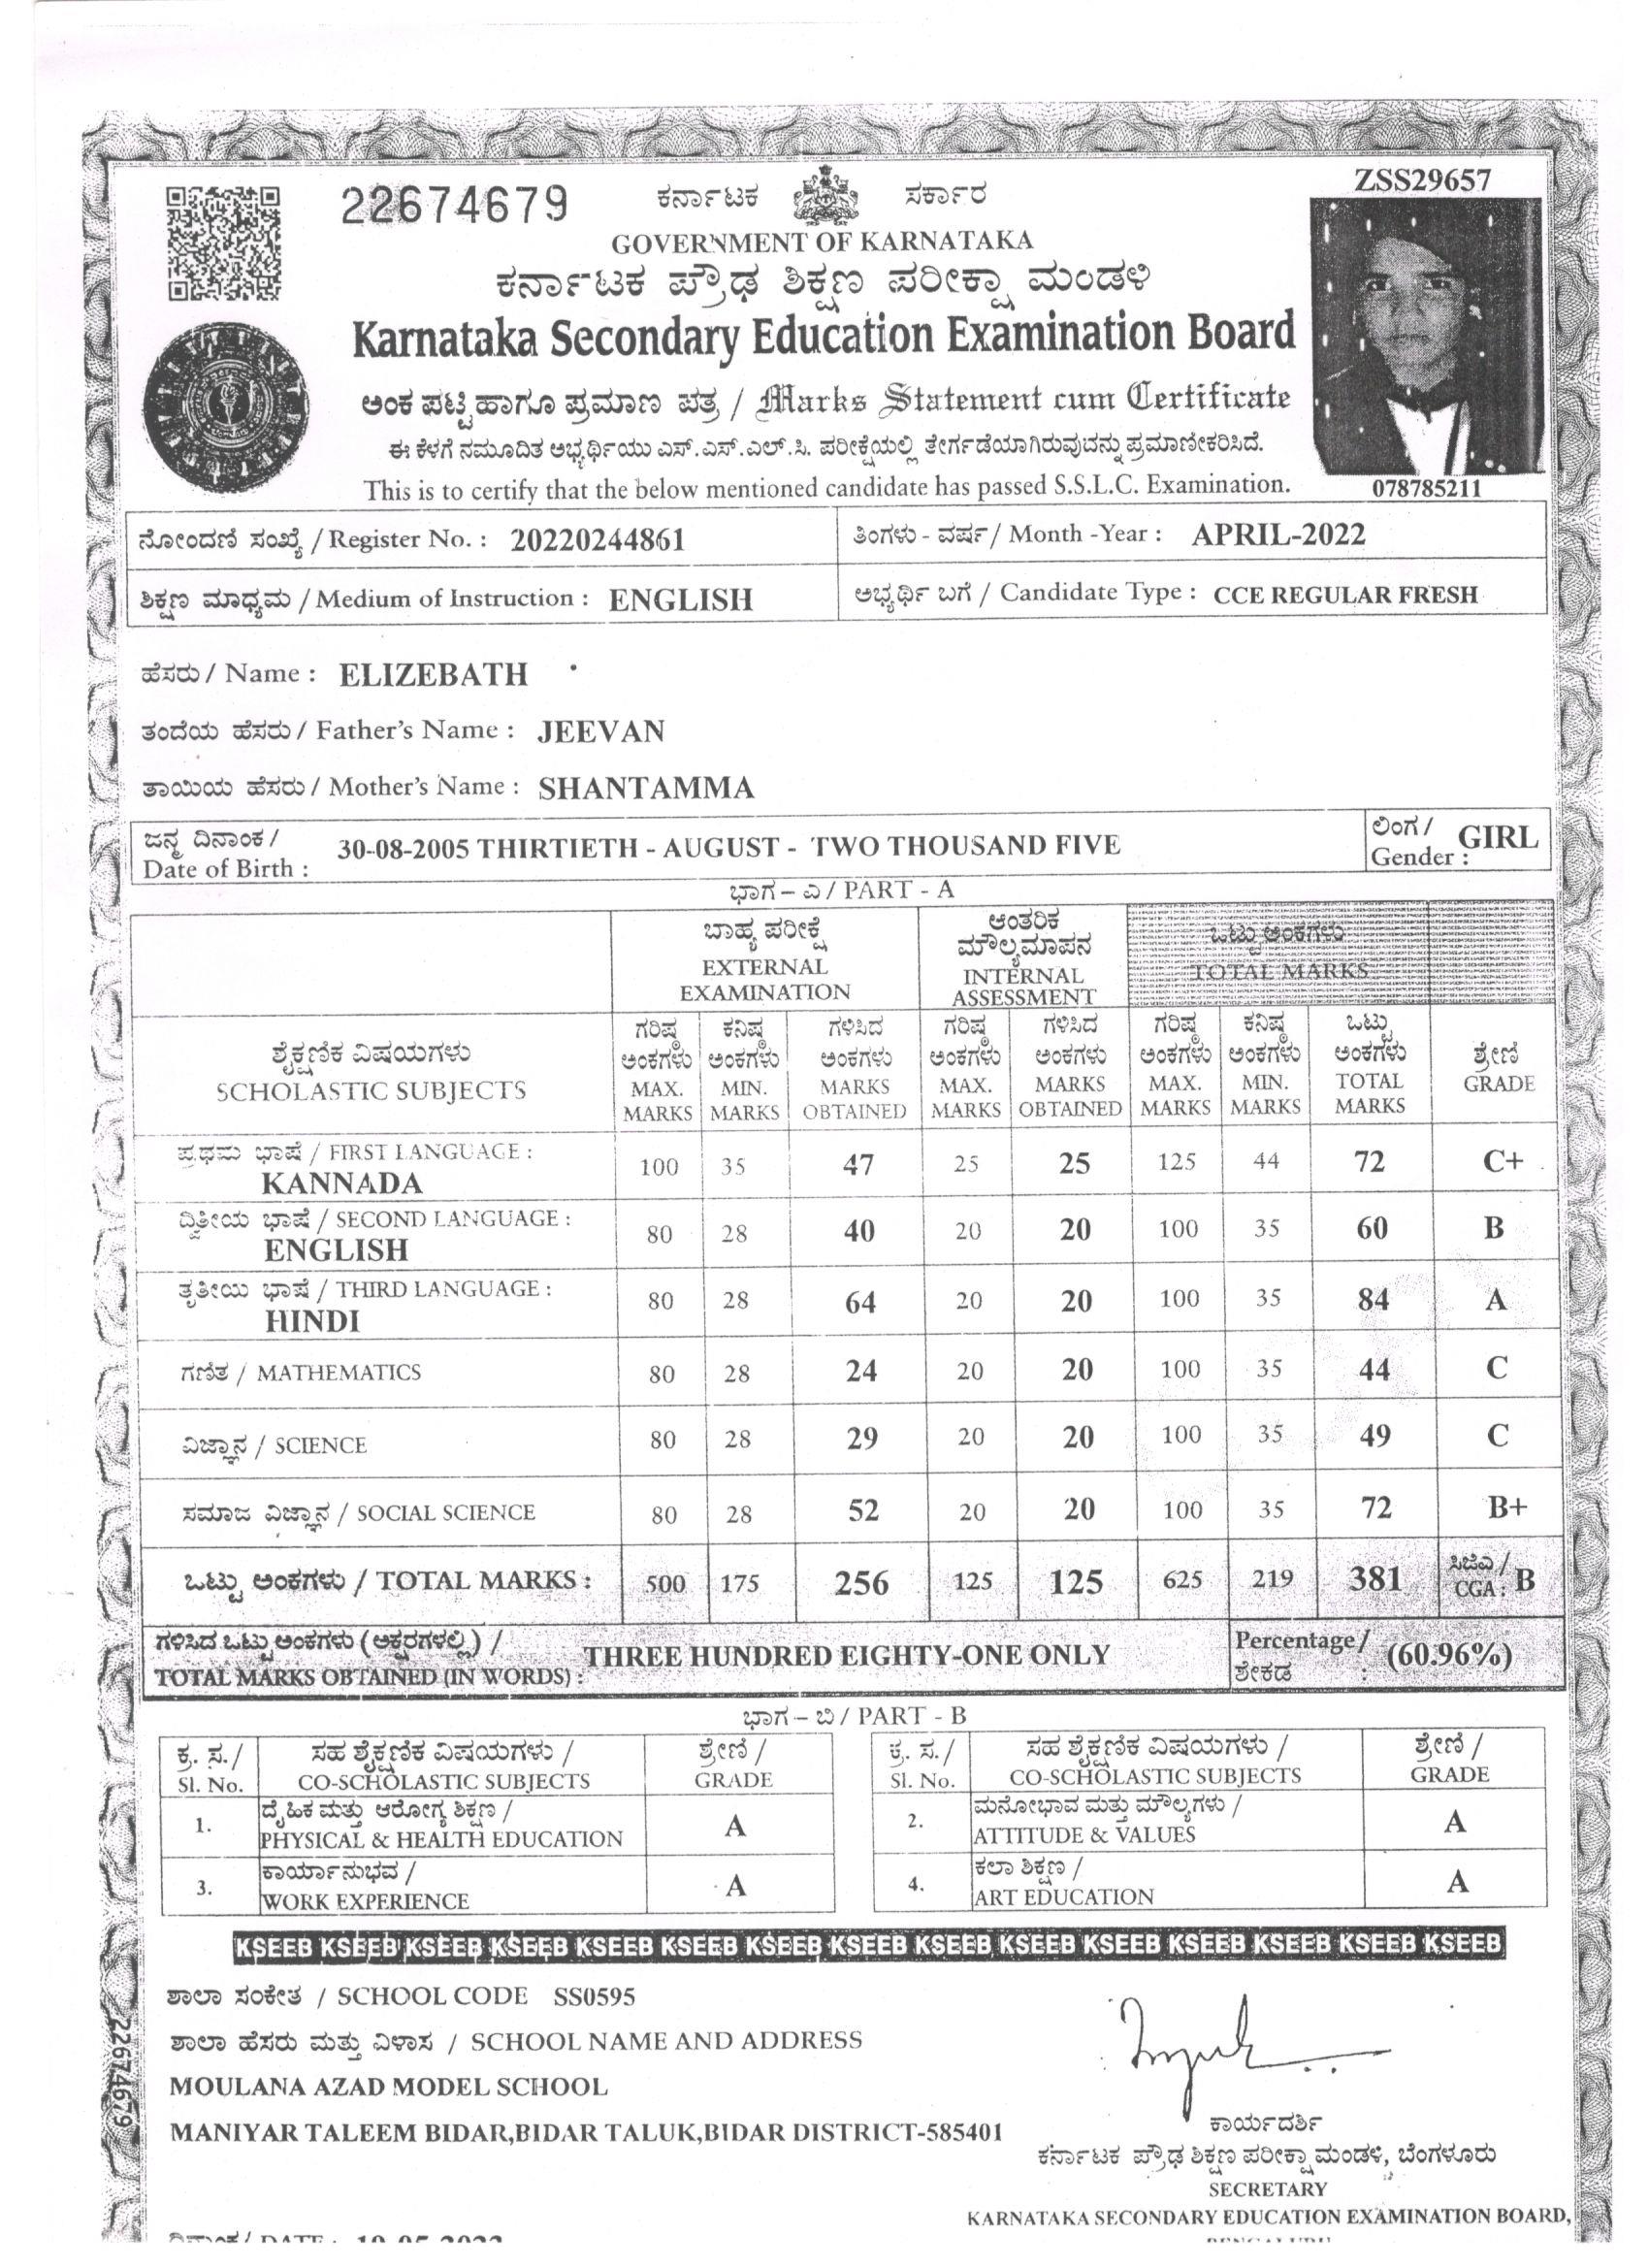 22674679
ಕರ್ನಾಟಕ ಸರ್ಕಾರ
ZSS29657
GOVERNMENT OF KARNATAKA
ಕರ್ನಾಟಕ ಪ್ರೌಢ ಶಿಕ್ಷಣ ಪರೀಕ್ಷಾ ಮಂಡಳಿ
Karnataka Secondary Education Examination Board
ಅಂಕ ಪಟ್ಟಿ ಹಾಗೂ ಪ್ರಮಾಣ ಪತ್ರ / Marks Statement cum Certificate
ಈ ಕೆಳಗೆ ನಮೂದಿತ ಅಭ್ಯರ್ಥಿಯು ಎಸ್.ಎಸ್.ಎಲ್.ಸಿ. ಪರೀಕ್ಷೆಯಲ್ಲಿ ತೇರ್ಗಡೆಯಾಗಿರುವುದನ್ನು ಪ್ರಮಾಣೀಕರಿಸಿದೆ.
This is to certify that the below mentioned candidate has passed S.S.L.C. Examination.
078785211
ನೋಂದಣಿ ಸಂಖ್ಯೆ / Register No. : 20220244861
ತಿಂಗಳು - ವರ್ಷ / Month -Year : APRIL-2022
ಶಿಕ್ಷಣ ಮಾಧ್ಯಮ / Medium of Instruction : ENGLISH
ಅಭ್ಯರ್ಥಿ ಬಗೆ / Candidate Type : CCE REGULAR FRESH
ಹೆಸರು / Name : ELIZEBATH
ತಂದೆಯ ಹೆಸರು / Father's Name : JEEVAN
ತಾಯಿಯ ಹೆಸರು / Mother's Name : SHANTAMMA
ಜನ್ಮ ದಿನಾಂಕ /
Date of Birth : 30-08-2005 THIRTIETH - AUGUST - TWO THOUSAND FIVE
ಲಿಂಗ /
Gender : GIRL
ಭಾಗ – ಎ / PART - A
ಬಾಹ್ಯ ಪರೀಕ್ಷೆ
EXTERNAL
EXAMINATION
ಆಂತರಿಕ
ಮೌಲ್ಯಮಾಪನ
INTERNAL
ASSESSMENT
ಒಟ್ಟು ಅಂಕಗಳು
TOTAL MARKS
ಶೈಕ್ಷಣಿಕ ವಿಷಯಗಳು
SCHOLASTIC SUBJECTS
ಗರಿಷ್ಠ ಅಂಕಗಳು MAX. MARKS
ಕನಿಷ್ಠ ಅಂಕಗಳು MIN. MARKS
ಗಳಿಸಿದ ಅಂಕಗಳು MARKS OBTAINED
ಗರಿಷ್ಠ ಅಂಕಗಳು MAX. MARKS
ಗಳಿಸಿದ ಅಂಕಗಳು MARKS OBTAINED
ಗರಿಷ್ಠ ಅಂಕಗಳು MAX. MARKS
ಕನಿಷ್ಠ ಅಂಕಗಳು MIN. MARKS
ಒಟ್ಟು ಅಂಕಗಳು TOTAL MARKS
ಶ್ರೇಣಿ GRADE
ಪ್ರಥಮ ಭಾಷೆ / FIRST LANGUAGE :
KANNADA 100 35 47 25 25 125 44 72 C+
ದ್ವಿತೀಯ ಭಾಷೆ / SECOND LANGUAGE :
ENGLISH 80 28 40 20 20 100 35 60 B
ತೃತೀಯ ಭಾಷೆ / THIRD LANGUAGE :
HINDI 80 28 64 20 20 100 35 84 A
ಗಣಿತ / MATHEMATICS 80 28 24 20 20 100 35 44 C
ವಿಜ್ಞಾನ / SCIENCE 80 28 29 20 20 100 35 49 C
ಸಮಾಜ ವಿಜ್ಞಾನ / SOCIAL SCIENCE 80 28 52 20 20 100 35 72 B+
ಒಟ್ಟು ಅಂಕಗಳು / TOTAL MARKS : 500 175 256 125 125 625 219 381 ಸಿಜಿಎ / CGA : B
ಗಳಿಸಿದ ಒಟ್ಟು ಅಂಕಗಳು (ಅಕ್ಷರಗಳಲ್ಲಿ) /
TOTAL MARKS OBTAINED (IN WORDS) : THREE HUNDRED EIGHTY-ONE ONLY
Percentage /
ಶೇಕಡ : (60.96%)
ಭಾಗ – ಬಿ / PART - B
ಕ್ರ. ಸ. / Sl. No.
ಸಹ ಶೈಕ್ಷಣಿಕ ವಿಷಯಗಳು / CO-SCHOLASTIC SUBJECTS
ಶ್ರೇಣಿ / GRADE
ಕ್ರ. ಸ. / Sl. No.
ಸಹ ಶೈಕ್ಷಣಿಕ ವಿಷಯಗಳು / CO-SCHOLASTIC SUBJECTS
ಶ್ರೇಣಿ / GRADE
1. ದೈಹಿಕ ಮತ್ತು ಆರೋಗ್ಯ ಶಿಕ್ಷಣ / PHYSICAL & HEALTH EDUCATION A
2. ಮನೋಭಾವ ಮತ್ತು ಮೌಲ್ಯಗಳು / ATTITUDE & VALUES A
3. ಕಾರ್ಯಾನುಭವ / WORK EXPERIENCE A
4. ಕಲಾ ಶಿಕ್ಷಣ / ART EDUCATION A
KSEEB KSEEB KSEEB KSEEB KSEEB KSEEB KSEEB KSEEB KSEEB KSEEB KSEEB KSEEB KSEEB KSEEB KSEEB
ಶಾಲಾ ಸಂಕೇತ / SCHOOL CODE SS0595
ಶಾಲಾ ಹೆಸರು ಮತ್ತು ವಿಳಾಸ / SCHOOL NAME AND ADDRESS
MOULANA AZAD MODEL SCHOOL
MANIYAR TALEEM BIDAR,BIDAR TALUK,BIDAR DISTRICT-585401
22674679
ಕಾರ್ಯದರ್ಶಿ
ಕರ್ನಾಟಕ ಪ್ರೌಢ ಶಿಕ್ಷಣ ಪರೀಕ್ಷಾ ಮಂಡಳಿ, ಬೆಂಗಳೂರು
SECRETARY
KARNATAKA SECONDARY EDUCATION EXAMINATION BOARD,